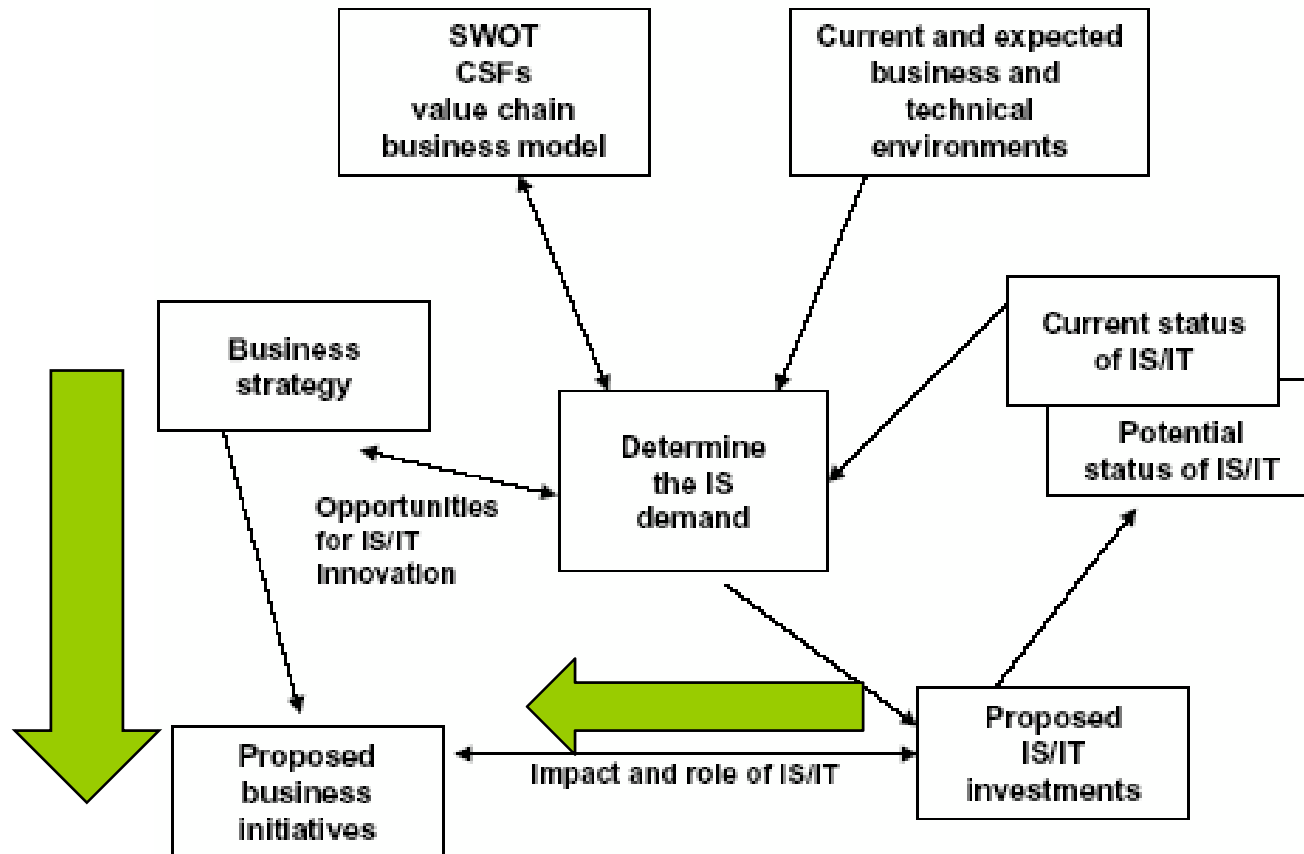 SWOT
CSFs
value chain
business model
Current and expected
business and
technical
environments
Business
strategy
Current status
of IS/IT
Potential
status of IS/IT
Determine
the IS
demand
Opportunities
for IS/IT
Innovation
Proposed
business
initiatives
Impact and role of IS/IT
Proposed
IS/IT
investments